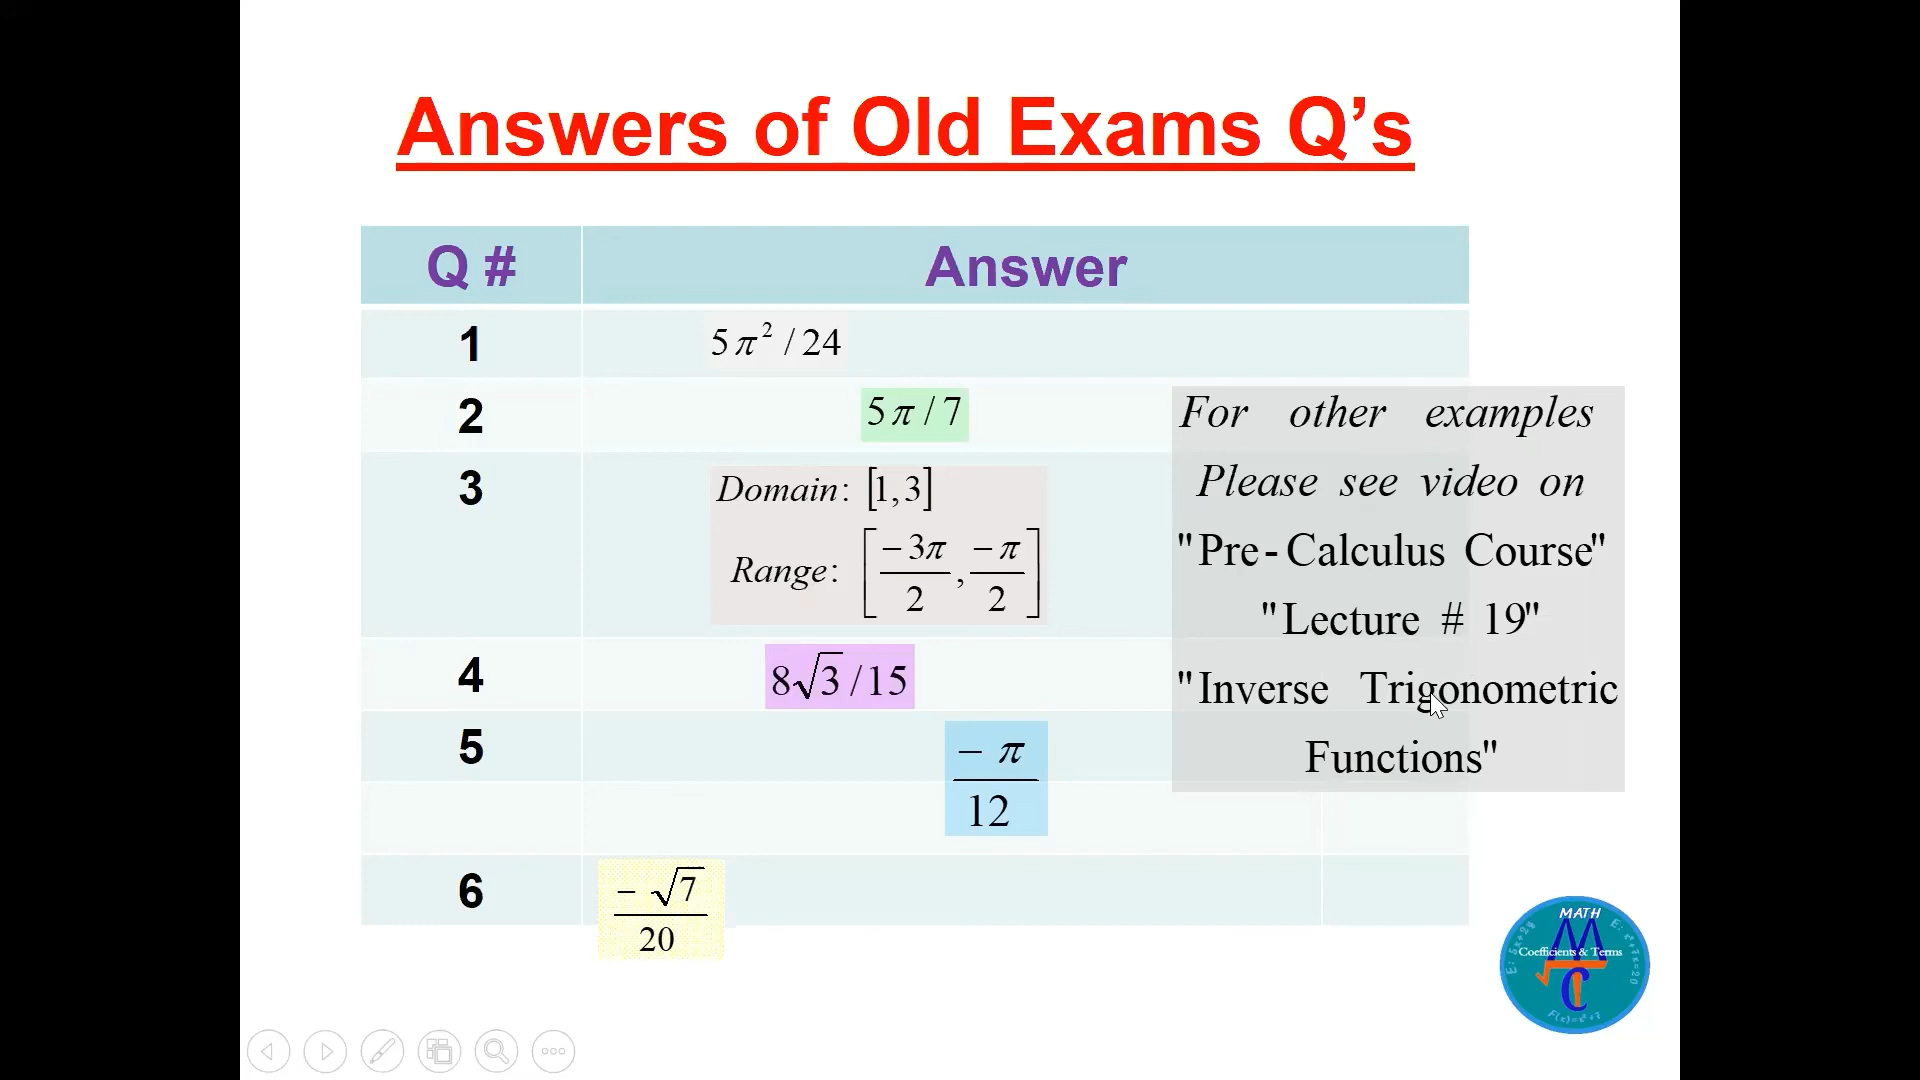 Answers of Old Exams Q’s
Q #
Answer
1
5π² / 24
2
5π / 7
3
Domain: [1,3]
Range: [-3π/2, -π/2]
4
8√3 / 15
5
-π/12
6
-√7/20
For other examples
Please see video on
"Pre-Calculus Course"
"Lecture # 19"
"Inverse Trigonometric
Functions"
MATH
Coefficients & Terms